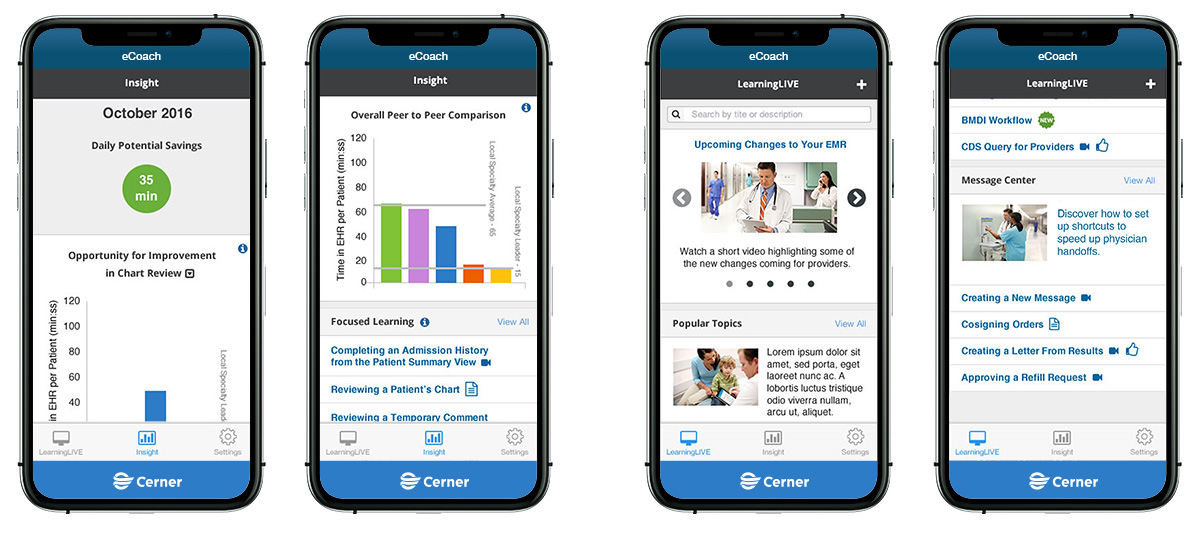 eCoach
Insight
October 2016
Daily Potential Savings
35
min
Opportunity for Improvement
in Chart Review
in EHR per Patient (min:ss)
120
100
80
60
40
Local Specialty
LearningLIVE
Insight
Settings
Cerner
eCoach
Insight
Overall Peer to Peer Comparison
Time in EHR per Patient (min:ss)
120
100
80
60
40
20
0
Local Specialty Average - 65
Local Specialty Leader - 15
Focused Learning
View All
Completing an Admission History
from the Patient Summary View
Reviewing a Patient's Chart
Reviewing a Temporary Comment
LearningLIVE
Insight
Settings
Cerner
eCoach
LearningLIVE +
Search by tite or description
Upcoming Changes to Your EMR
Watch a short video highlighting some of
the new changes coming for providers.
Popular Topics
View All
Lorem ipsum dolor sit
amet, sed porta, eget
laoreet nunc ac. A
lobortis luctus tristique
odio viverra nullam,
arcu ut, aliquet.
LearningLIVE
Insight
Settings
Cerner
eCoach
LearningLIVE +
BMDI Workflow NEW
CDS Query for Providers
Message Center
View All
Discover how to set
up shortcuts to
speed up physician
handoffs.
Creating a New Message
Cosigning Orders
Creating a Letter From Results
Approving a Refill Request
LearningLIVE
Insight
Settings
Cerner